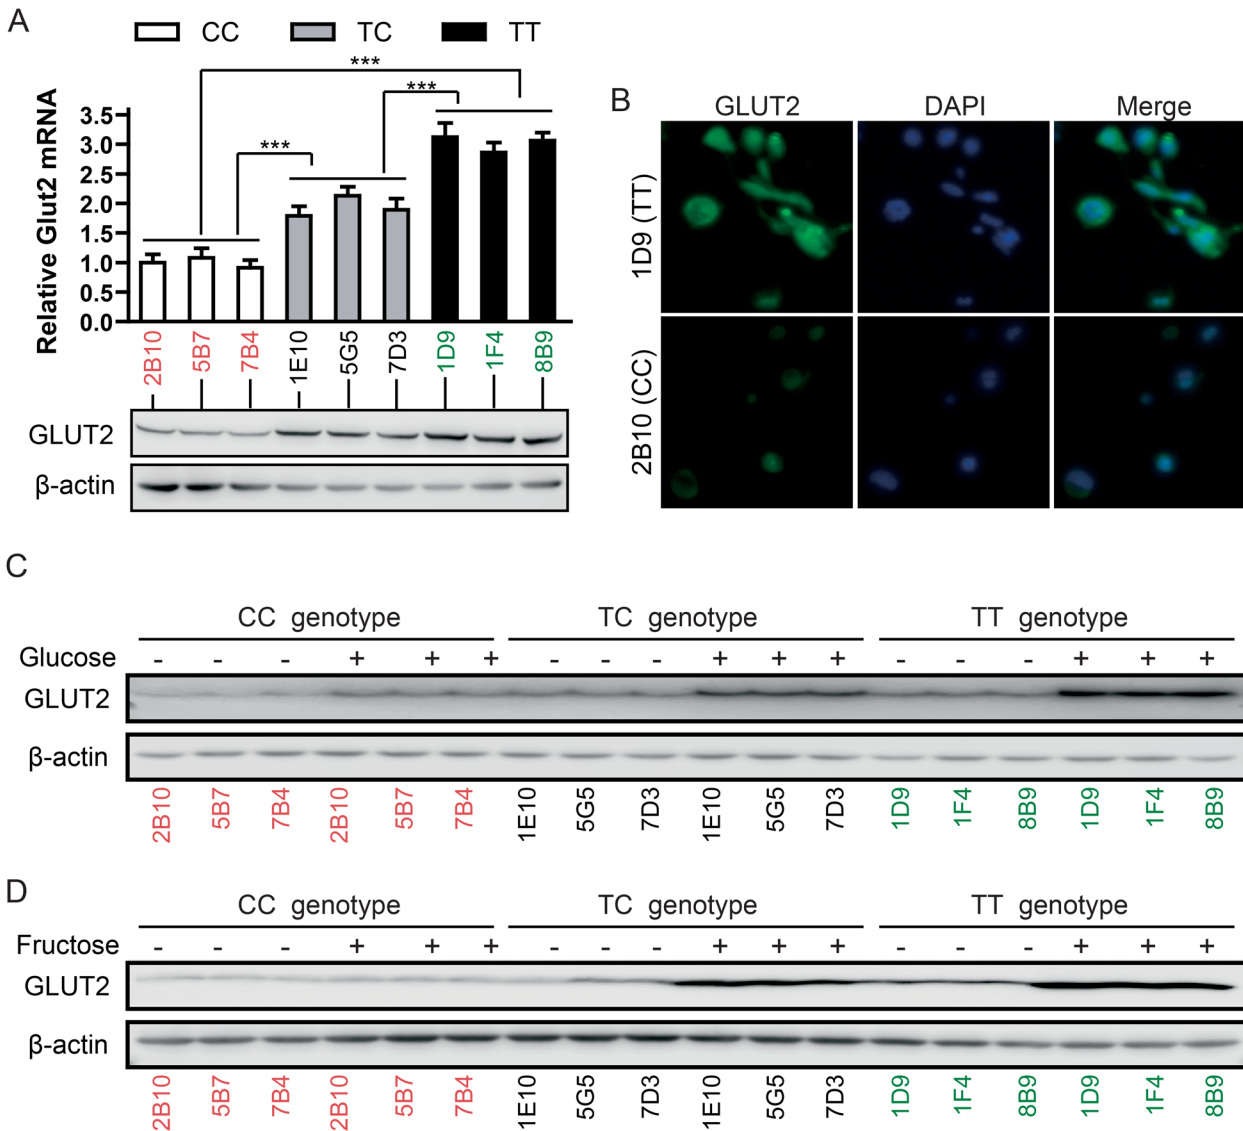 A
CC TC TT
***
***
***
Relative Glut2 mRNA
3.5
3.0
2.5
2.0
1.5
1.0
0.5
0.0
2B10 5B7 7B4 1E10 5G5 7D3 1D9 1F4 8B9
GLUT2
β-actin
B
GLUT2 DAPI Merge
1D9 (TT)
2B10 (CC)
C
CC genotype TC genotype TT genotype
Glucose - - - + + + - - - + + + - - - + + +
GLUT2
β-actin
2B10 5B7 7B4 2B10 5B7 7B4 1E10 5G5 7D3 1E10 5G5 7D3 1D9 1F4 8B9 1D9 1F4 8B9
D
CC genotype TC genotype TT genotype
Fructose - - - + + + - - - + + + - - - + + +
GLUT2
β-actin
2B10 5B7 7B4 2B10 5B7 7B4 1E10 5G5 7D3 1E10 5G5 7D3 1D9 1F4 8B9 1D9 1F4 8B9